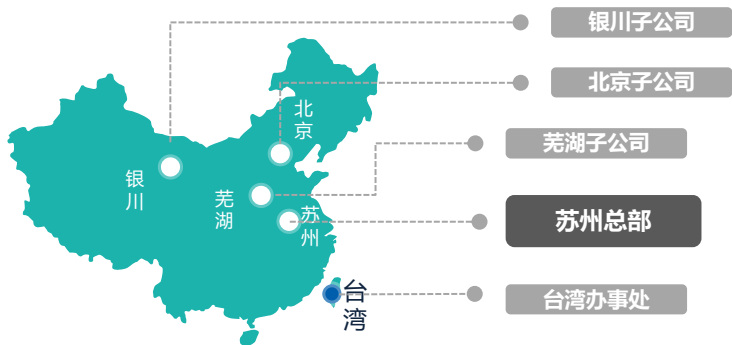 银川子公司
北京子公司
芜湖子公司
苏州总部
台湾办事处
北京
银川
芜湖
苏州
台湾